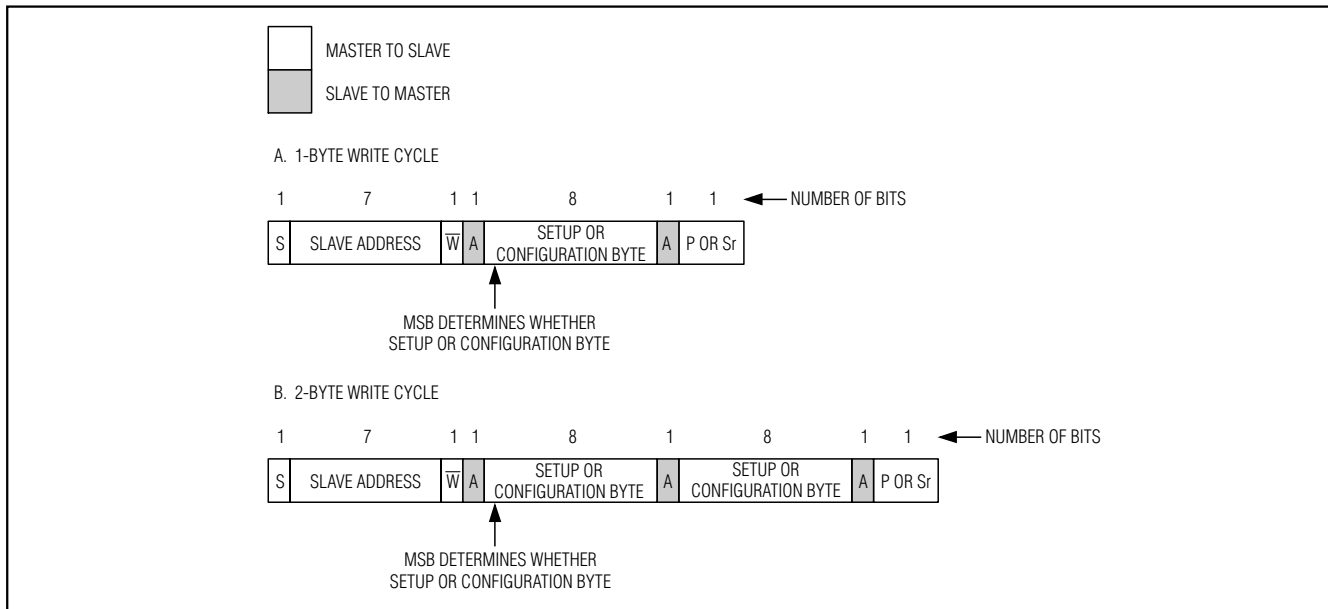 MASTER TO SLAVE
SLAVE TO MASTER
A. 1-BYTE WRITE CYCLE
1 7 1 1 8 1 1 NUMBER OF BITS
S SLAVE ADDRESS W̅ A SETUP OR CONFIGURATION BYTE A P OR Sr
MSB DETERMINES WHETHER
SETUP OR CONFIGURATION BYTE
B. 2-BYTE WRITE CYCLE
1 7 1 1 8 1 8 1 1 NUMBER OF BITS
S SLAVE ADDRESS W̅ A SETUP OR CONFIGURATION BYTE A SETUP OR CONFIGURATION BYTE A P OR Sr
MSB DETERMINES WHETHER
SETUP OR CONFIGURATION BYTE